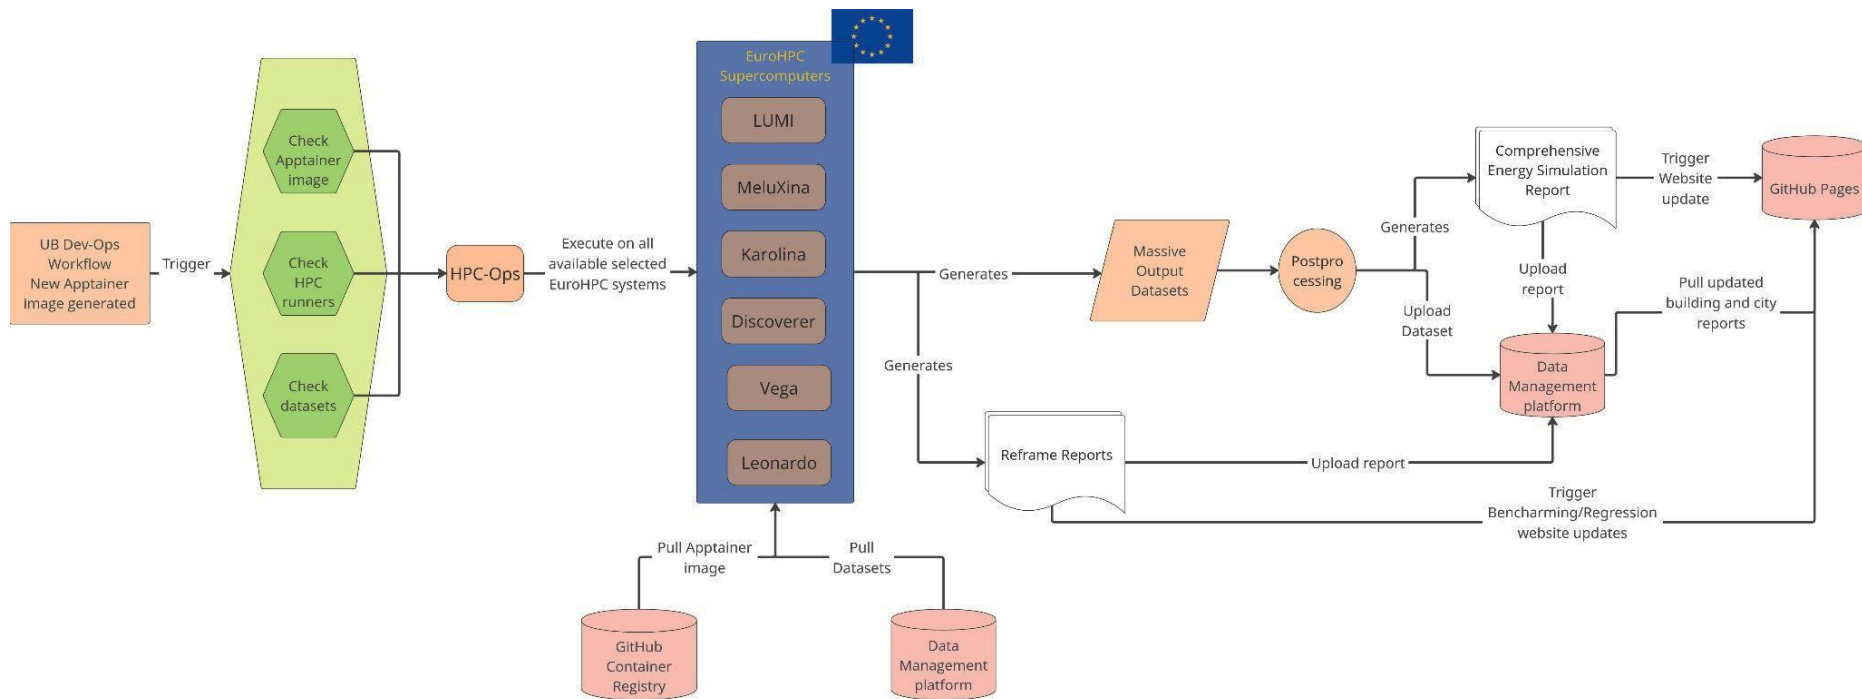 UB Dev-Ops
Workflow
New Apptainer
image generated
Trigger
Check
Apptainer
image
Check
HPC
runners
Check
datasets
HPC-Ops
Execute on all
available selected
EuroHPC systems
EuroHPC
Supercomputers
LUMI
MeluXina
Karolina
Discoverer
Vega
Leonardo
Pull Apptainer
image
Pull
Datasets
GitHub
Container
Registry
Data
Management
platform
Generates
Generates
Massive
Output
Datasets
Postpro
cessing
Generates
Upload
Dataset
Comprehensive
Energy Simulation
Report
Trigger
Website
update
GitHub Pages
Upload
report
Data
Management
platform
Pull updated
building and city
reports
Reframe Reports
Upload report
Trigger
Bencharming/Regression
website updates